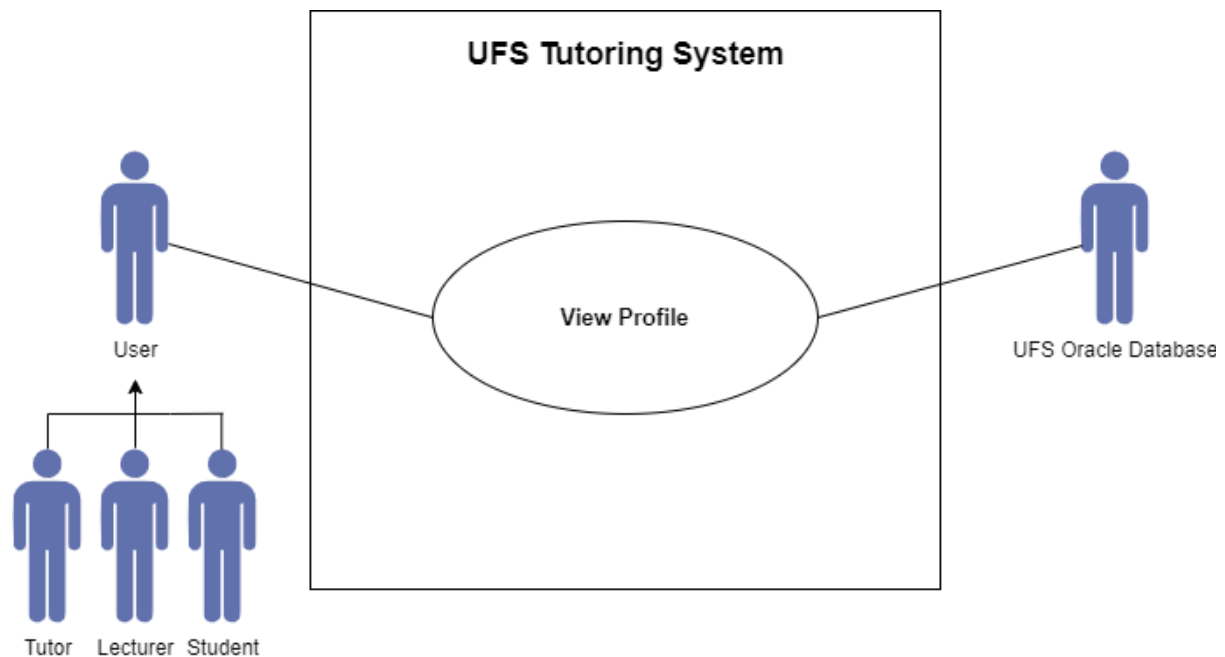 UFS Tutoring System
View Profile
User
UFS Oracle Database
Tutor
Lecturer
Student